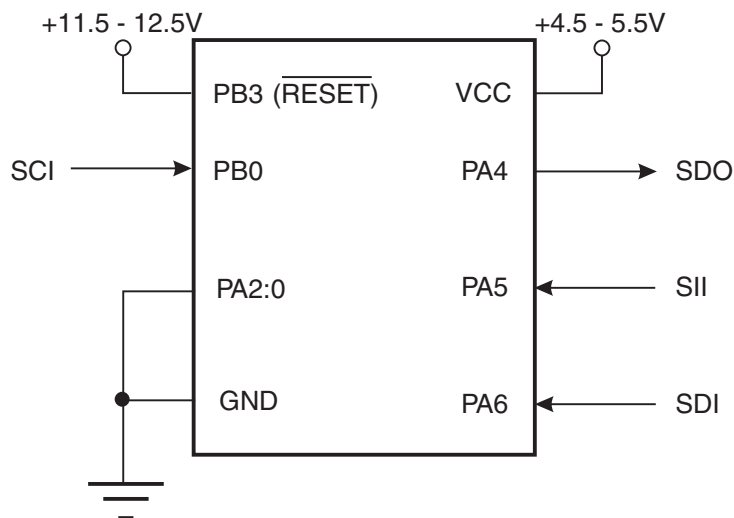 +11.5 - 12.5V
+4.5 - 5.5V
PB3 (RESET)
VCC
SCI
PB0
PA4
SDO
PA2:0
PA5
SII
GND
PA6
SDI